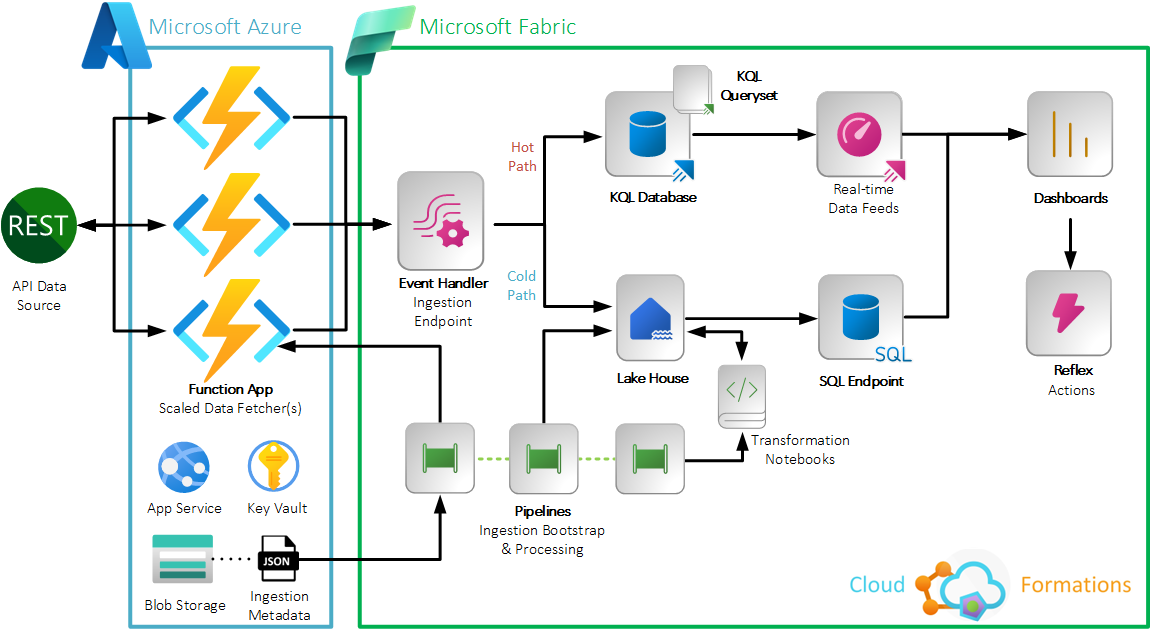 Microsoft Azure
Microsoft Fabric
KQL
Queryset
Hot
Path
REST
KQL Database
Real-time
Data Feeds
Dashboards
API Data
Source
Event Handler
Ingestion
Endpoint
Cold
Path
Function App
Scaled Data Fetcher(s)
Lake House
SQL
SQL Endpoint
Reflex
Actions
</>
Transformation
Notebooks
App Service
Key Vault
Pipelines
Ingestion Bootstrap
& Processing
JSON
Blob Storage
Ingestion
Metadata
Cloud
Formations